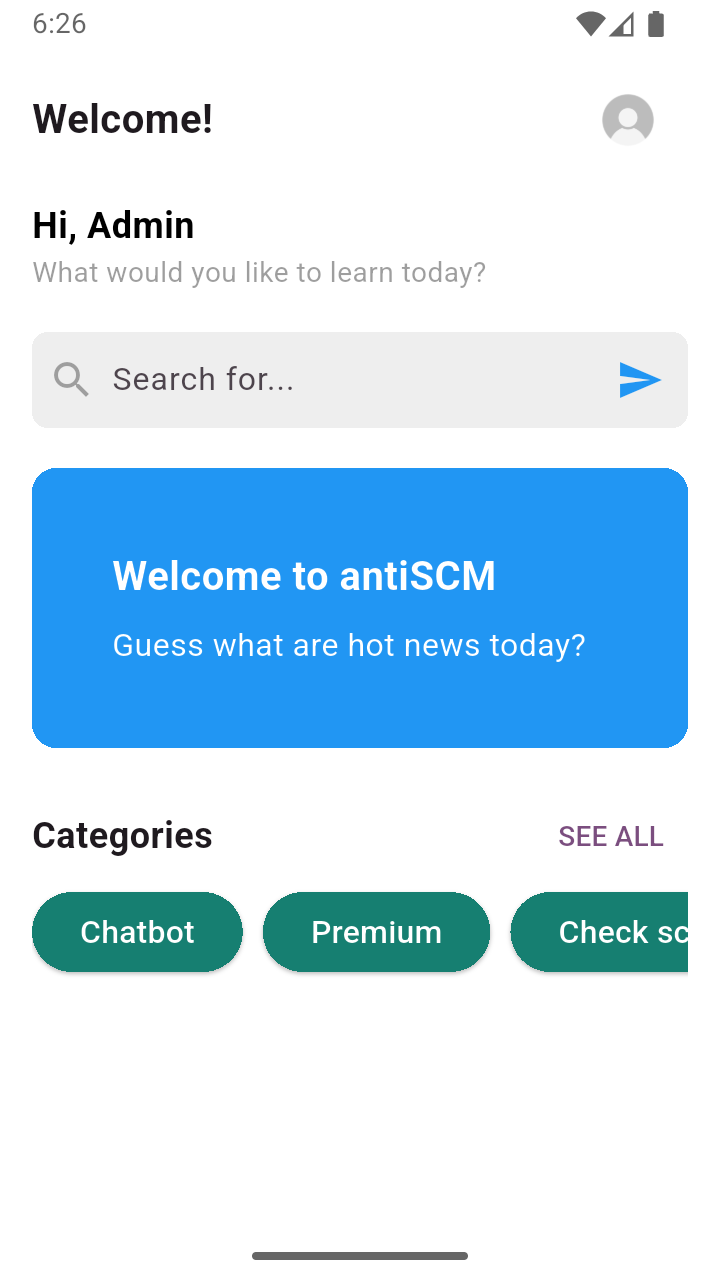 6:26
Welcome!
Hi, Admin
What would you like to learn today?
Search for...
Welcome to antiSCM
Guess what are hot news today?
Categories
SEE ALL
Chatbot
Premium
Check sc